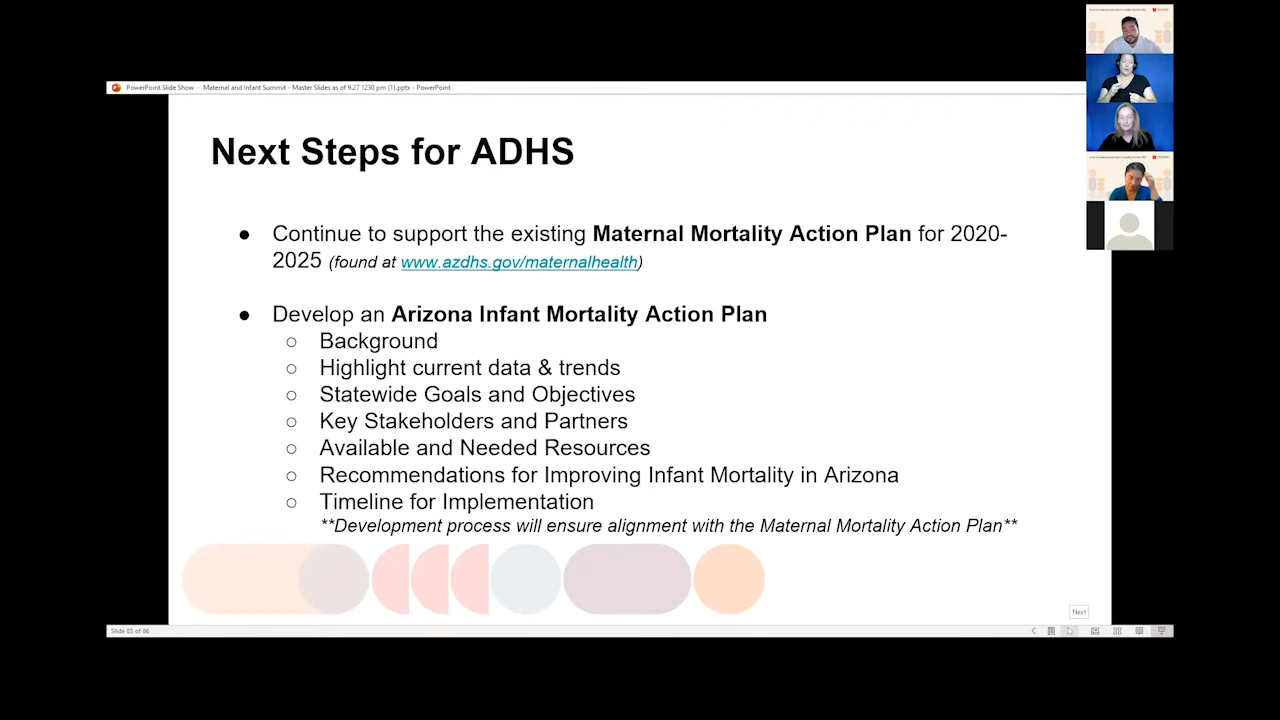 PowerPoint Slide Show - Maternal and Infant Summit - Master Slides as of 9.27 1230 pm (1).pptx - PowerPoint
Next Steps for ADHS
● Continue to support the existing Maternal Mortality Action Plan for 2020-
2025 (found at www.azdhs.gov/maternalhealth)
● Develop an Arizona Infant Mortality Action Plan
○ Background
○ Highlight current data & trends
○ Statewide Goals and Objectives
○ Key Stakeholders and Partners
○ Available and Needed Resources
○ Recommendations for Improving Infant Mortality in Arizona
○ Timeline for Implementation
**Development process will ensure alignment with the Maternal Mortality Action Plan**
Next
Slide 83 of 86